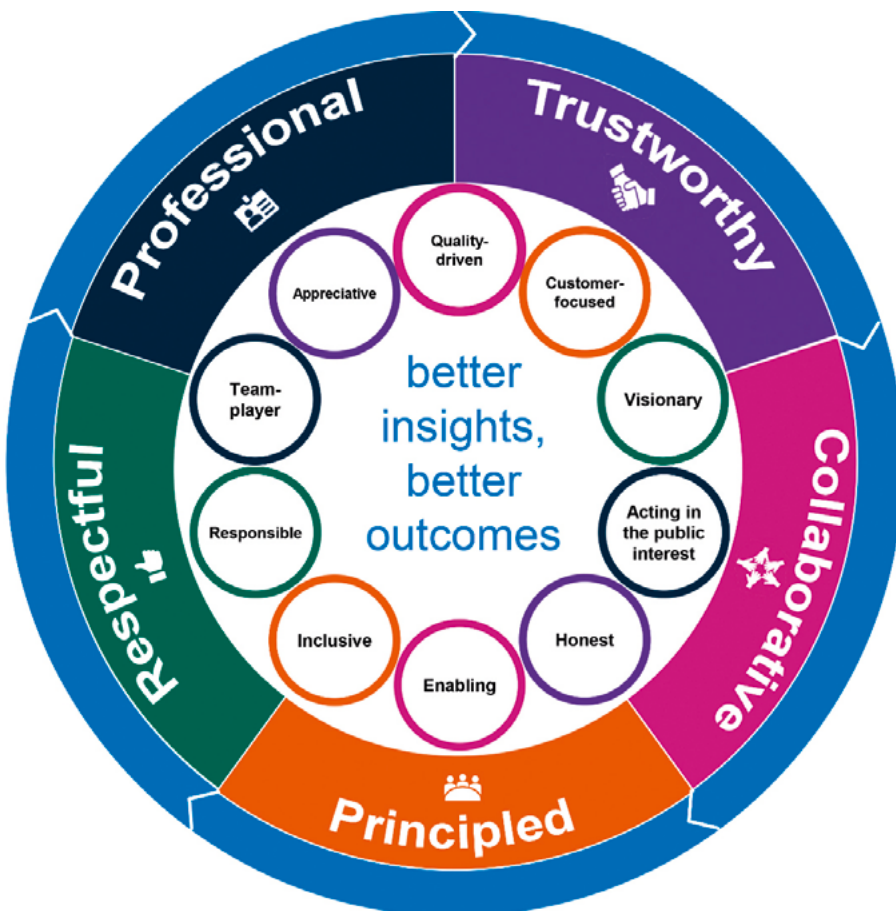 Professional
Trustworthy
Collaborative
Principled
Respectful
Quality-
driven
Customer-
focused
Visionary
Acting in
the public
interest
Honest
Enabling
Inclusive
Responsible
Team-
player
Appreciative
better
insights,
better
outcomes